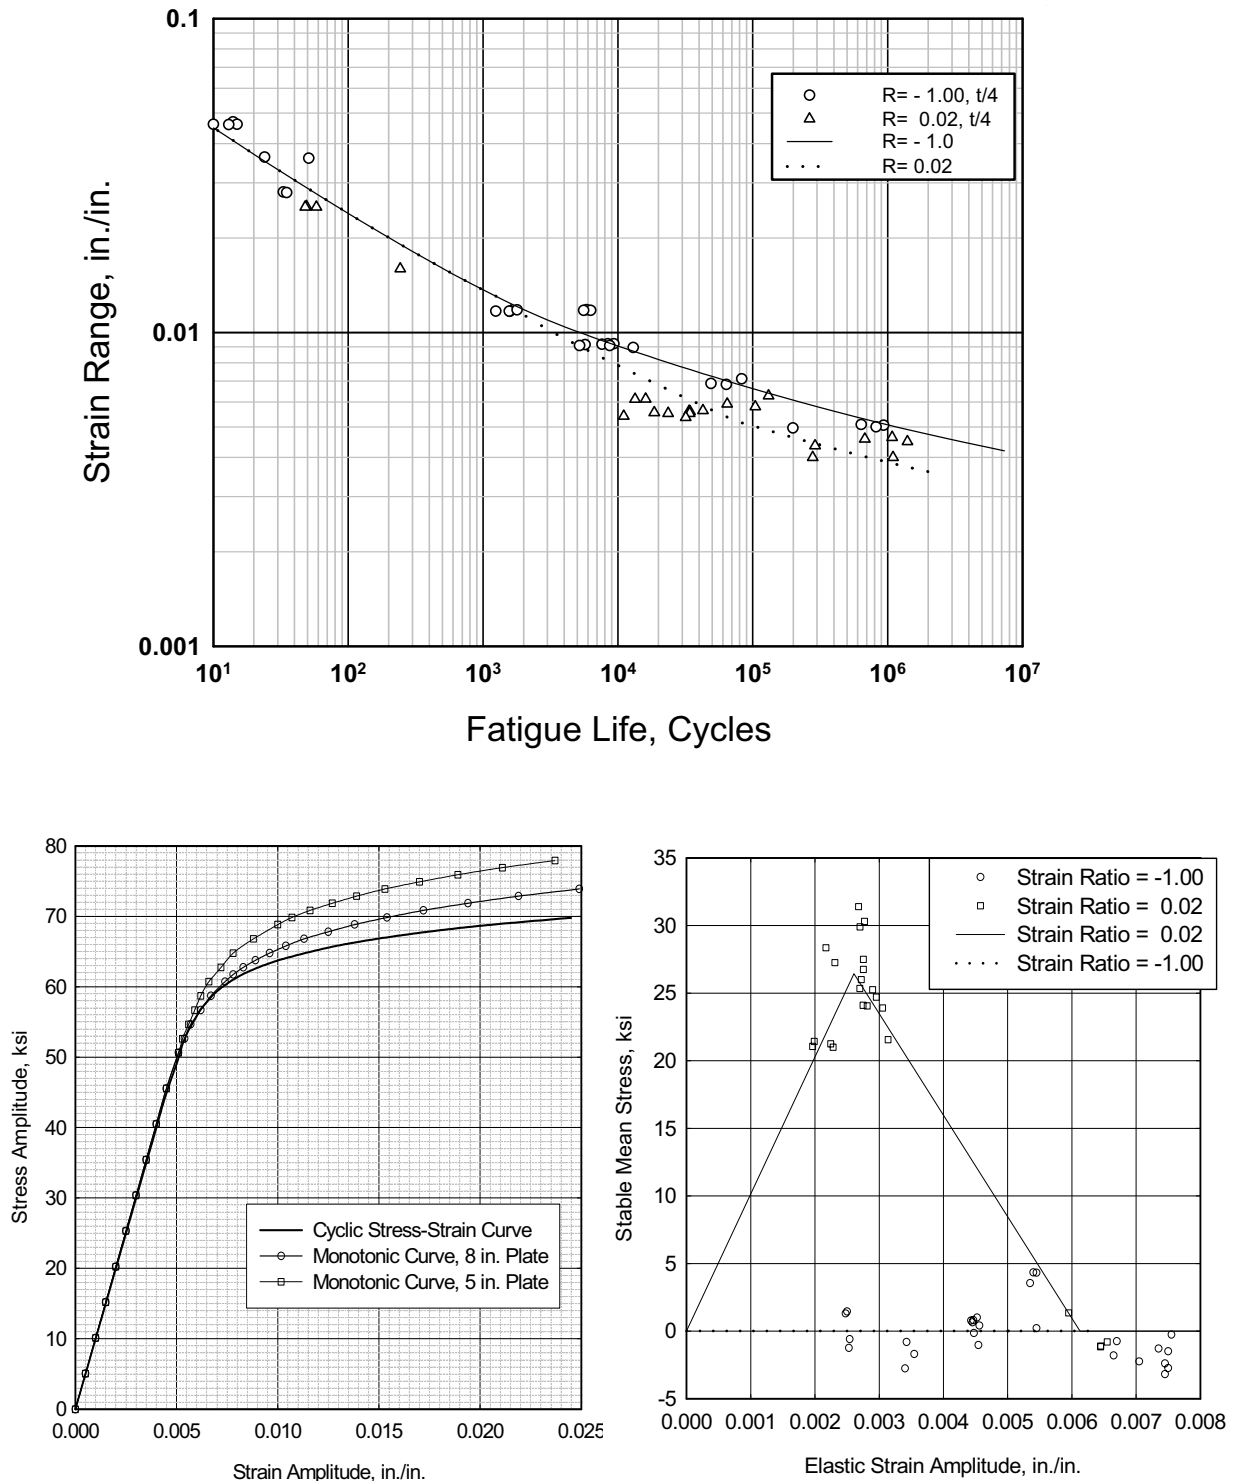 0.1
R= - 1.00, t/4
R= 0.02, t/4
R= - 1.0
R= 0.02
Strain Range, in./in.
0.01
0.001
10¹ 10² 10³ 10⁴ 10⁵ 10⁶ 10⁷
Fatigue Life, Cycles
80
70
60
50
40
30
20
10
0
Stress Amplitude, ksi
Cyclic Stress-Strain Curve
Monotonic Curve, 8 in. Plate
Monotonic Curve, 5 in. Plate
0.000 0.005 0.010 0.015 0.020 0.025
Strain Amplitude, in./in.
35
30
25
20
15
10
5
0
-5
Stable Mean Stress, ksi
Strain Ratio = -1.00
Strain Ratio = 0.02
Strain Ratio = 0.02
Strain Ratio = -1.00
0.000 0.001 0.002 0.003 0.004 0.005 0.006 0.007 0.008
Elastic Strain Amplitude, in./in.